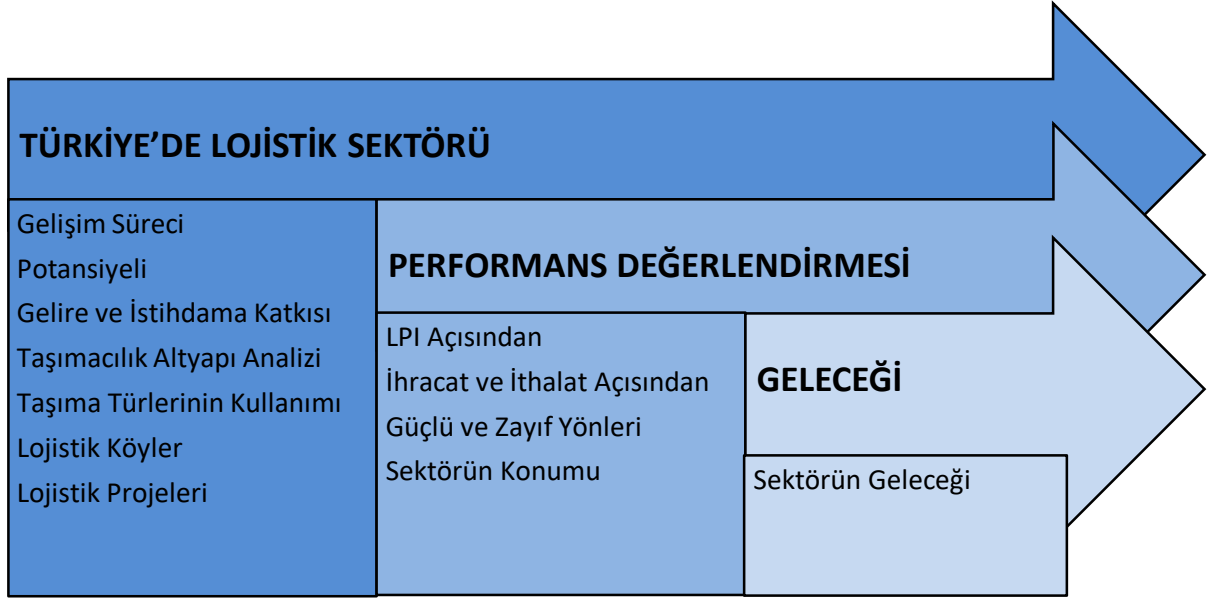 TÜRKİYE’DE LOJİSTİK SEKTÖRÜ
Gelişim Süreci
Potansiyeli
Gelire ve İstihdama Katkısı
Taşımacılık Altyapı Analizi
Taşıma Türlerinin Kullanımı
Lojistik Köyler
Lojistik Projeleri
PERFORMANS DEĞERLENDİRMESİ
LPI Açısından
İhracat ve İthalat Açısından
Güçlü ve Zayıf Yönleri
Sektörün Konumu
GELECEĞİ
Sektörün Geleceği